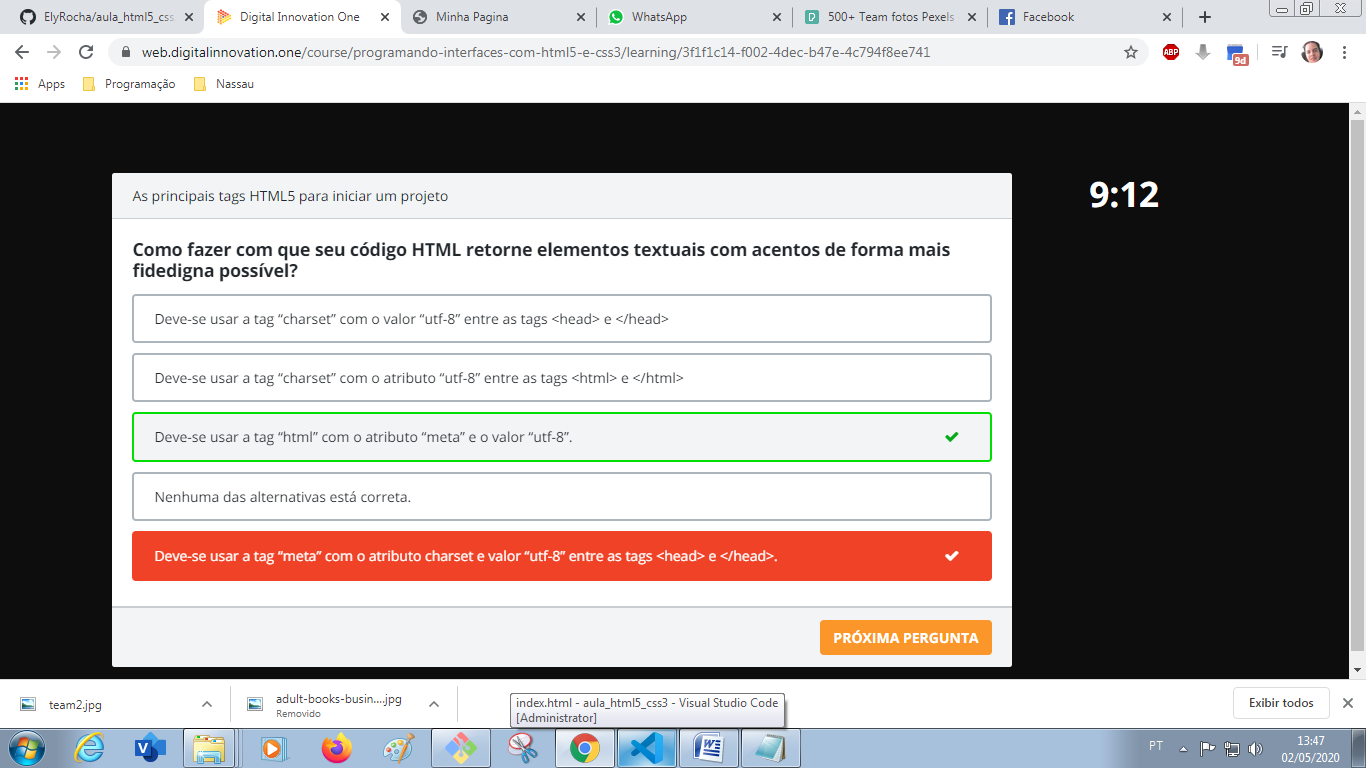 ElyRocha/aula_html5_css
Digital Innovation One
Minha Pagina
WhatsApp
500+ Team fotos Pexels
Facebook
web.digitalinnovation.one/course/programando-interfaces-com-html5-e-css3/learning/3f1f1c14-f002-4dec-b47e-4c794f8ee741
ABP
9d
Apps
Programação
Nassau
As principais tags HTML5 para iniciar um projeto
9:12
Como fazer com que seu código HTML retorne elementos textuais com acentos de forma mais
fidedigna possível?
Deve-se usar a tag “charset” com o valor “utf-8” entre as tags <head> e </head>
Deve-se usar a tag “charset” com o atributo “utf-8” entre as tags <html> e </html>
Deve-se usar a tag “html” com o atributo “meta” e o valor “utf-8”.
Nenhuma das alternativas está correta.
Deve-se usar a tag “meta” com o atributo charset e valor “utf-8” entre as tags <head> e </head>.
PRÓXIMA PERGUNTA
team2.jpg
adult-books-busin....jpg
Removido
index.html - aula_html5_css3 - Visual Studio Code
[Administrator]
Exibir todos
PT
13:47
02/05/2020